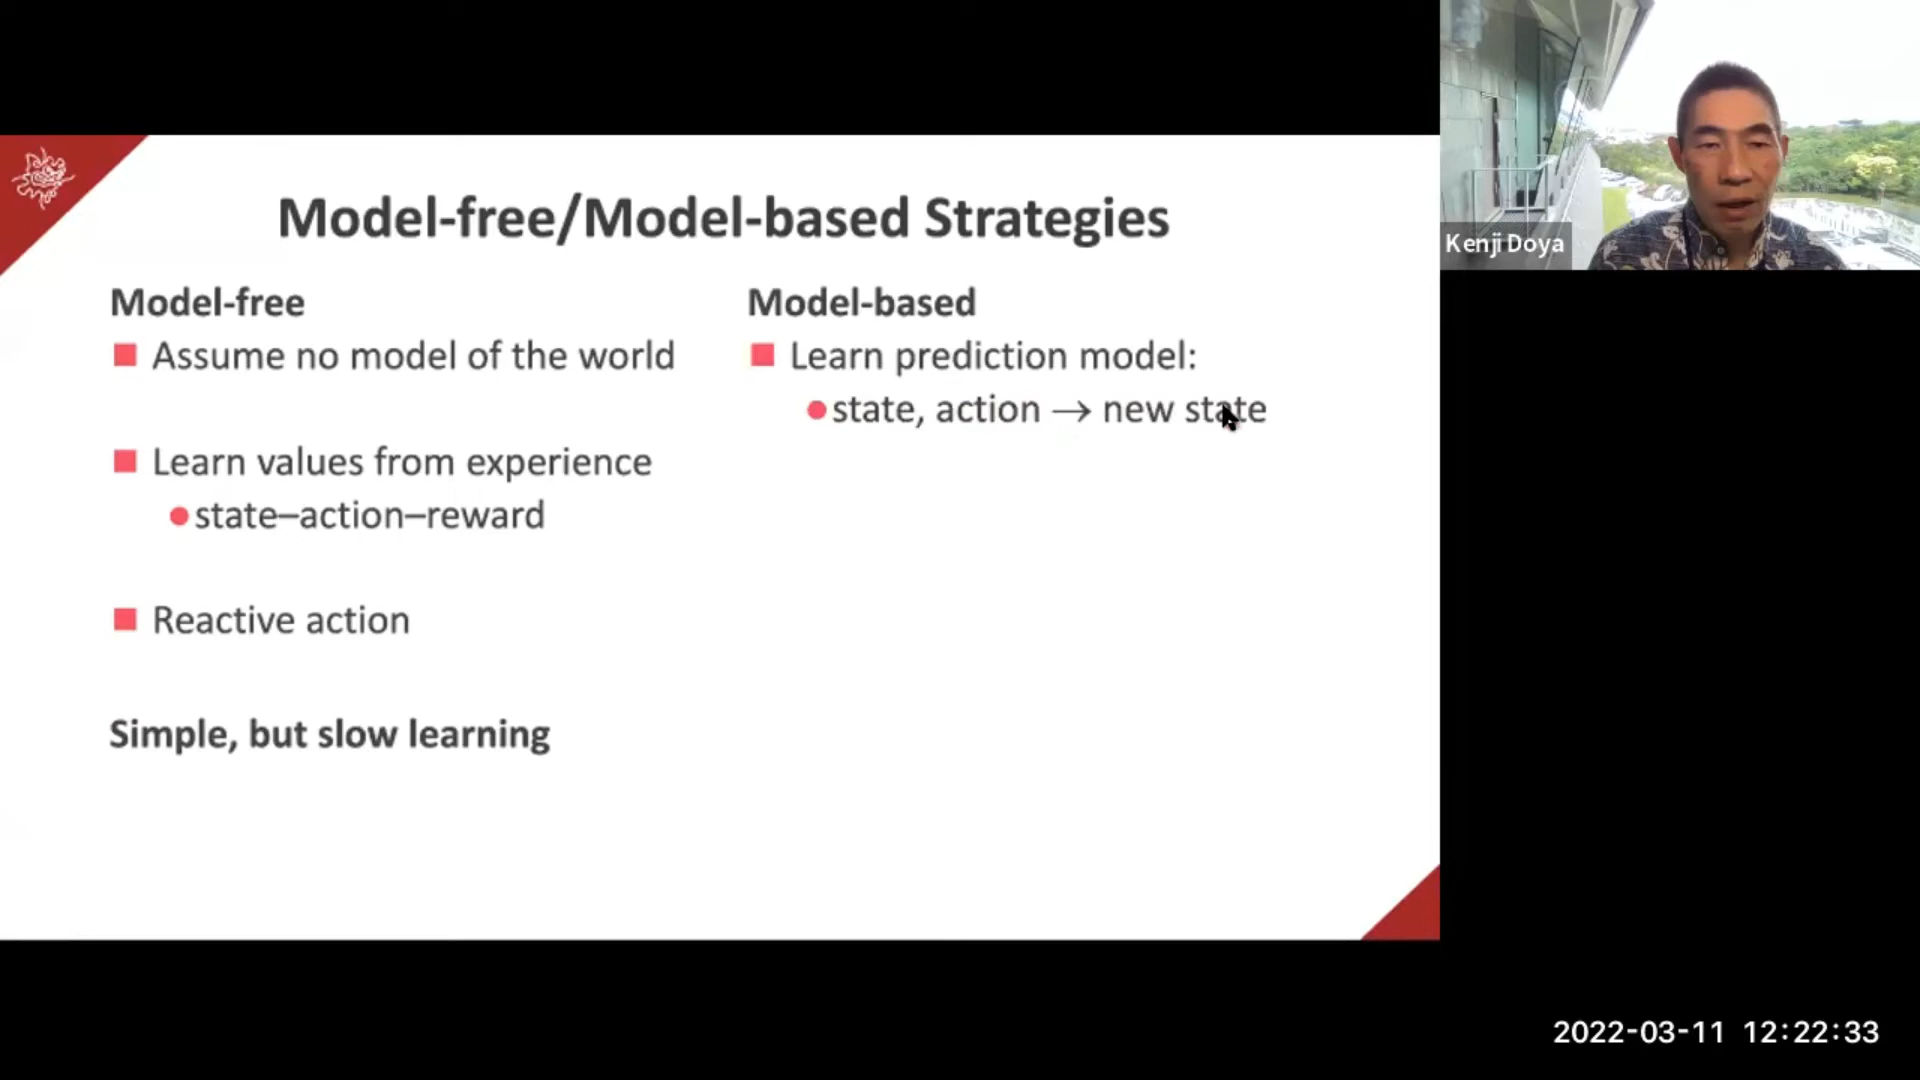 Model-free/Model-based Strategies
Model-free
Assume no model of the world
Learn values from experience
state–action–reward
Reactive action
Simple, but slow learning
Model-based
Learn prediction model:
state, action → new state
Kenji Doya
2022-03-11 12:22:33